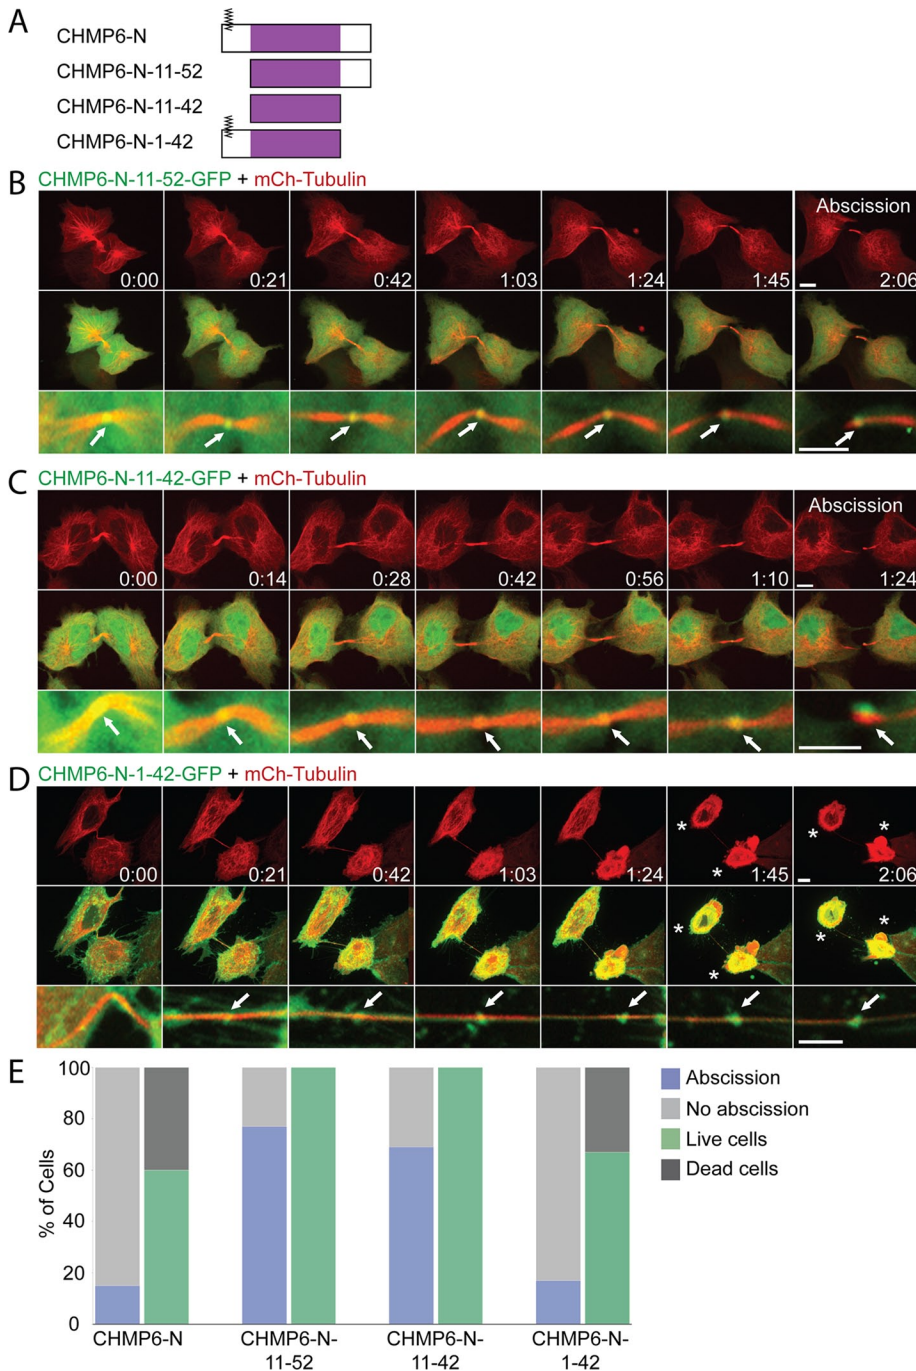 A
CHMP6-N
CHMP6-N-11-52
CHMP6-N-11-42
CHMP6-N-1-42
B CHMP6-N-11-52-GFP + mCh-Tubulin
Abscission
0:00 0:21 0:42 1:03 1:24 1:45 2:06
C CHMP6-N-11-42-GFP + mCh-Tubulin
Abscission
0:00 0:14 0:28 0:42 0:56 1:10 1:24
D CHMP6-N-1-42-GFP + mCh-Tubulin
* * * *
0:00 0:21 0:42 1:03 1:24 1:45 2:06
* * * *
E
% of Cells
100
80
60
40
20
0
Abscission
No abscission
Live cells
Dead cells
CHMP6-N CHMP6-N- CHMP6-N- CHMP6-N-
11-52 11-42 1-42